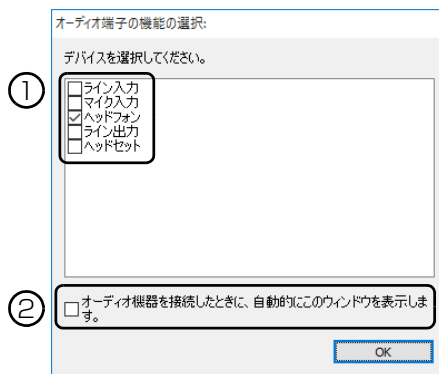 オーディオ端子の機能の選択:
デバイスを選択してください。
①
ライン入力
マイク入力
ヘッドフォン
ライン出力
ヘッドセット
②
オーディオ機器を接続したときに、自動的にこのウィンドウを表示しま
す。
OK